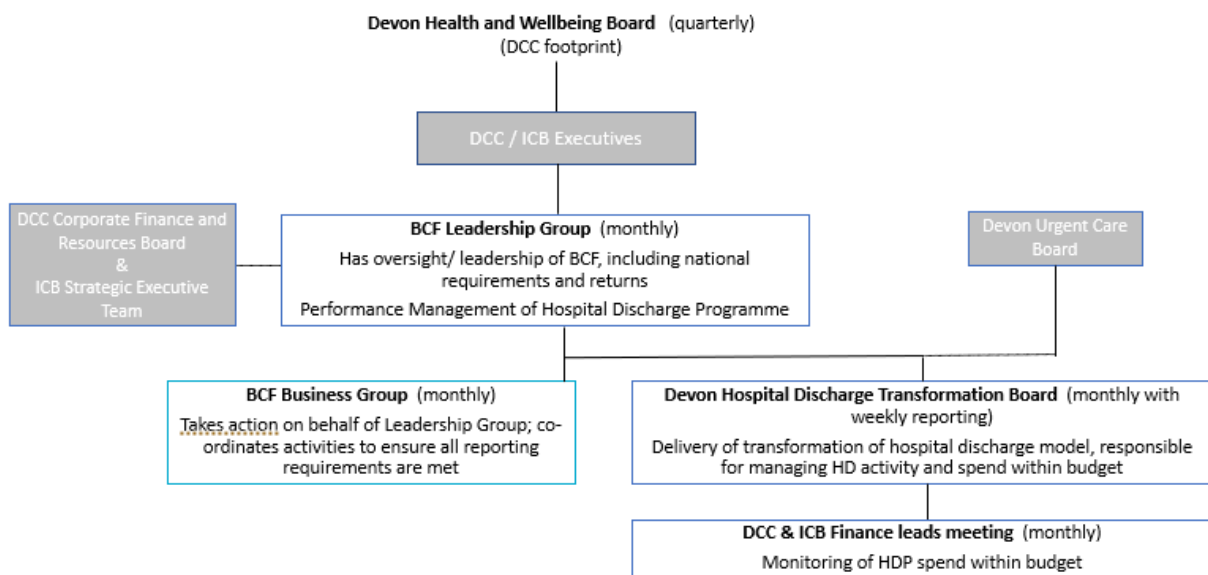 Devon Health and Wellbeing Board (quarterly)
(DCC footprint)
DCC / ICB Executives
DCC Corporate Finance and
Resources Board
&
ICB Strategic Executive
Team
BCF Leadership Group (monthly)
Has oversight/ leadership of BCF, including national
requirements and returns
Performance Management of Hospital Discharge Programme
Devon Urgent Care
Board
BCF Business Group (monthly)
Takes action on behalf of Leadership Group; co-
ordinates activities to ensure all reporting
requirements are met
Devon Hospital Discharge Transformation Board (monthly with
weekly reporting)
Delivery of transformation of hospital discharge model, responsible
for managing HD activity and spend within budget
DCC & ICB Finance leads meeting (monthly)
Monitoring of HDP spend within budget